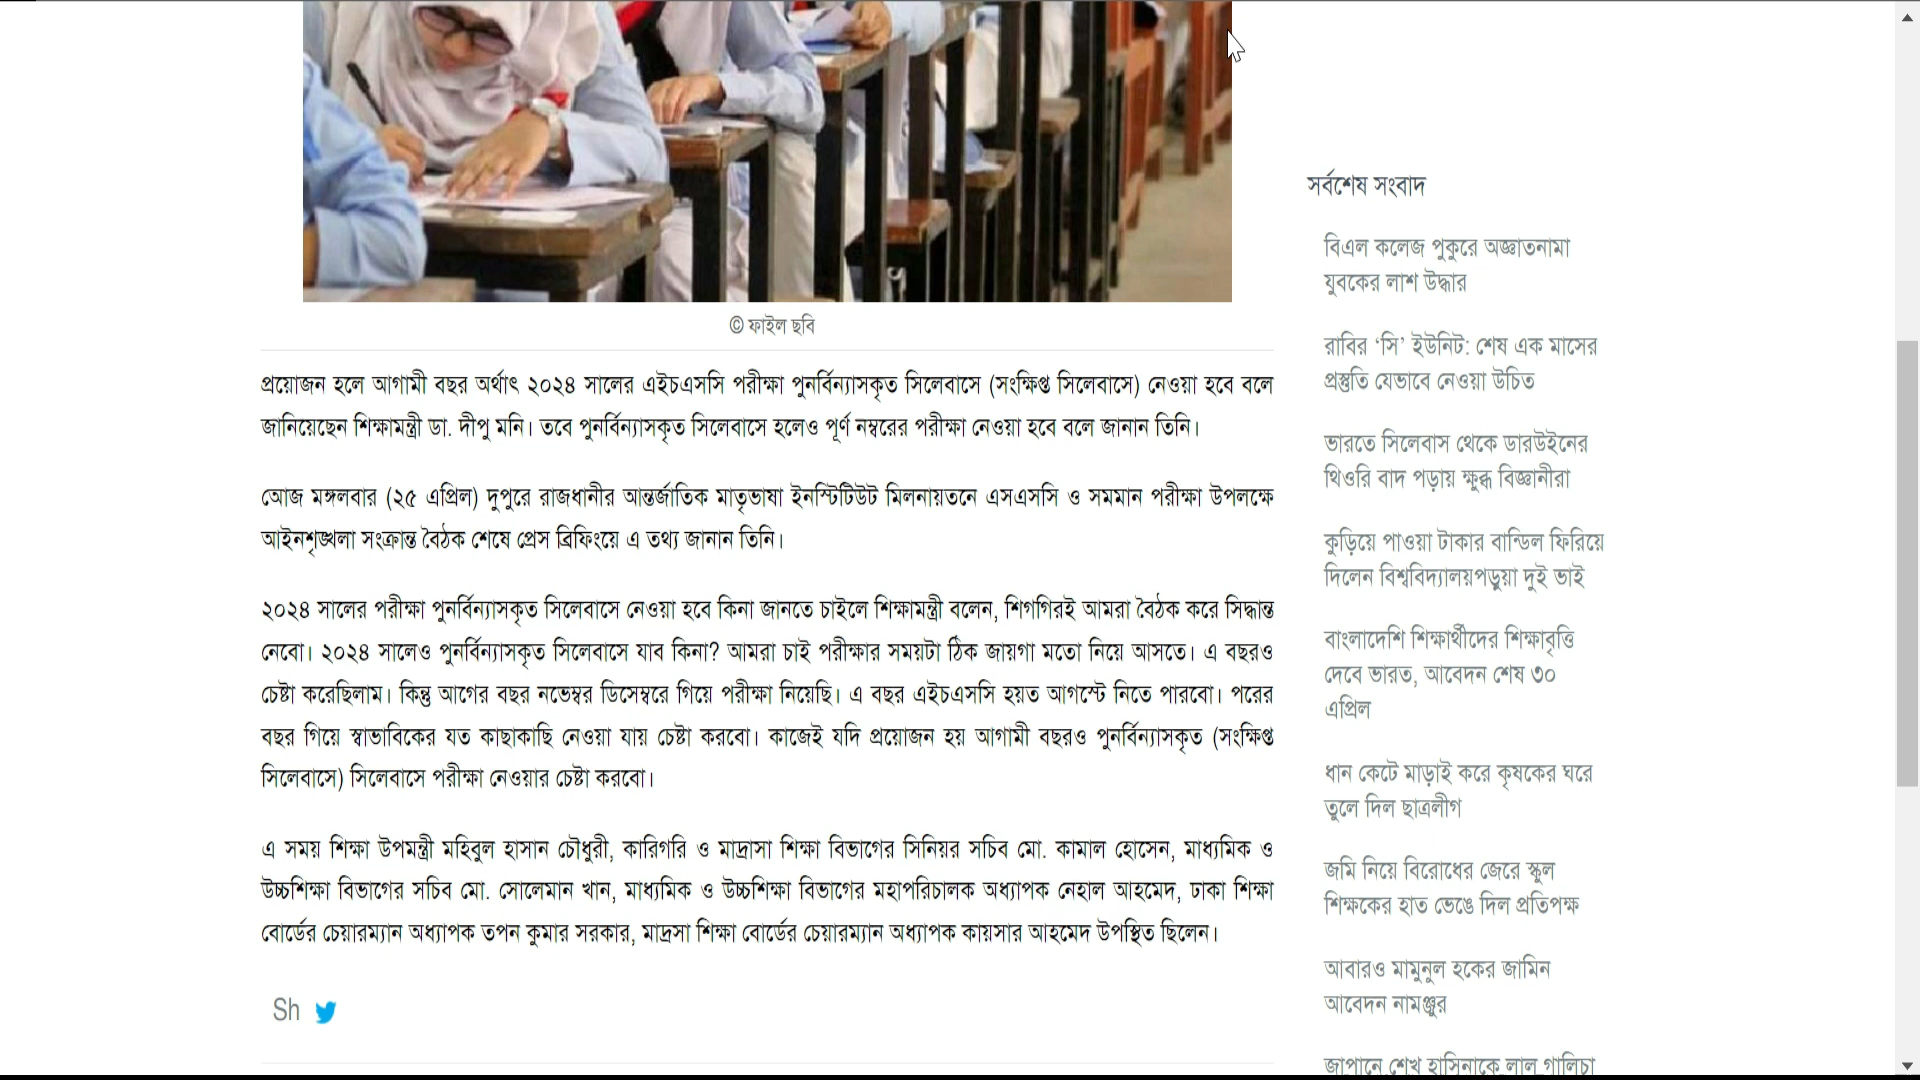 © ফাইল ছবি
প্রয়োজন হলে আগামী বছর অর্থাৎ ২০২৪ সালের এইচএসসি পরীক্ষা পুনর্বিন্যাসকৃত সিলেবাসে (সংক্ষিপ্ত সিলেবাসে) নেওয়া হবে বলে
জানিয়েছেন শিক্ষামন্ত্রী ডা. দীপু মনি। তবে পুনর্বিন্যাসকৃত সিলেবাসে হলেও পূর্ণ নম্বরের পরীক্ষা নেওয়া হবে বলে জানান তিনি।
আেজ মঙ্গলবার (২৫ এপ্রিল) দুপুরে রাজধানীর আন্তর্জাতিক মাতৃভাষা ইনস্টিটিউট মিলনায়তনে এসএসসি ও সমমান পরীক্ষা উপলক্ষে
আইনশৃঙ্খলা সংক্রান্ত বৈঠক শেষে প্রেস ব্রিফিংয়ে এ তথ্য জানান তিনি।
২০২৪ সালের পরীক্ষা পুনর্বিন্যাসকৃত সিলেবাসে নেওয়া হবে কিনা জানতে চাইলে শিক্ষামন্ত্রী বলেন, শিগগিরই আমরা বৈঠক করে সিদ্ধান্ত
নেবো। ২০২৪ সালেও পুনর্বিন্যাসকৃত সিলেবাসে যাব কিনা? আমরা চাই পরীক্ষার সময়টা ঠিক জায়গা মতো নিয়ে আসতে। এ বছরও
চেষ্টা করেছিলাম। কিন্তু আগের বছর নভেম্বর ডিসেম্বরে গিয়ে পরীক্ষা নিয়েছি। এ বছর এইচএসসি হয়ত আগস্টে নিতে পারবো। পরের
বছর গিয়ে স্বাভাবিকের যত কাছাকাছি নেওয়া যায় চেষ্টা করবো। কাজেই যদি প্রয়োজন হয় আগামী বছরও পুনর্বিন্যাসকৃত (সংক্ষিপ্ত
সিলেবাসে) সিলেবাসে পরীক্ষা নেওয়ার চেষ্টা করবো।
এ সময় শিক্ষা উপমন্ত্রী মহিবুল হাসান চৌধুরী, কারিগরি ও মাদ্রাসা শিক্ষা বিভাগের সিনিয়র সচিব মো. কামাল হোসেন, মাধ্যমিক ও
উচ্চশিক্ষা বিভাগের সচিব মো. সোলেমান খান, মাধ্যমিক ও উচ্চশিক্ষা বিভাগের মহাপরিচালক অধ্যাপক নেহাল আহমেদ, ঢাকা শিক্ষা
বোর্ডের চেয়ারম্যান অধ্যাপক তপন কুমার সরকার, মাদ্রসা শিক্ষা বোর্ডের চেয়ারম্যান অধ্যাপক কায়সার আহমেদ উপস্থিত ছিলেন।
Sh
সর্বশেষ সংবাদ
বিএল কলেজ পুকুরে অজ্ঞাতনামা
যুবকের লাশ উদ্ধার
রাবির ‘সি’ ইউনিট: শেষ এক মাসের
প্রস্তুতি যেভাবে নেওয়া উচিত
ভারতে সিলেবাস থেকে ডারউইনের
থিওরি বাদ পড়ায় ক্ষুব্ধ বিজ্ঞানীরা
কুড়িয়ে পাওয়া টাকার বান্ডিল ফিরিয়ে
দিলেন বিশ্ববিদ্যালয়পড়ুয়া দুই ভাই
বাংলাদেশি শিক্ষার্থীদের শিক্ষাবৃত্তি
দেবে ভারত, আবেদন শেষ ৩০
এপ্রিল
ধান কেটে মাড়াই করে কৃষকের ঘরে
তুলে দিল ছাত্রলীগ
জমি নিয়ে বিরোধের জেরে স্কুল
শিক্ষকের হাত ভেঙে দিল প্রতিপক্ষ
আবারও মামুনুল হকের জামিন
আবেদন নামঞ্জুর
জাপানে শেখ হাসিনাকে লাল গালিচা